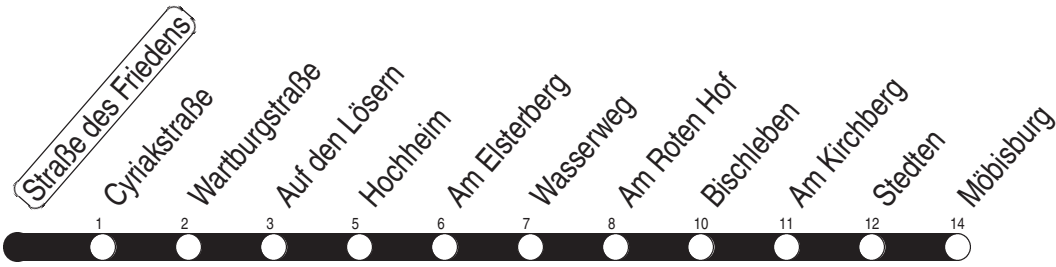 Straße des Friedens
Cyriakstraße
Wartburgstraße
Auf den Lösern
Hochheim
Am Elsterberg
Wasserweg
Am Roten Hof
Bischleben
Am Kirchberg
Stedten
Möbisburg
1 2 3 5 6 7 8 10 11 12 14